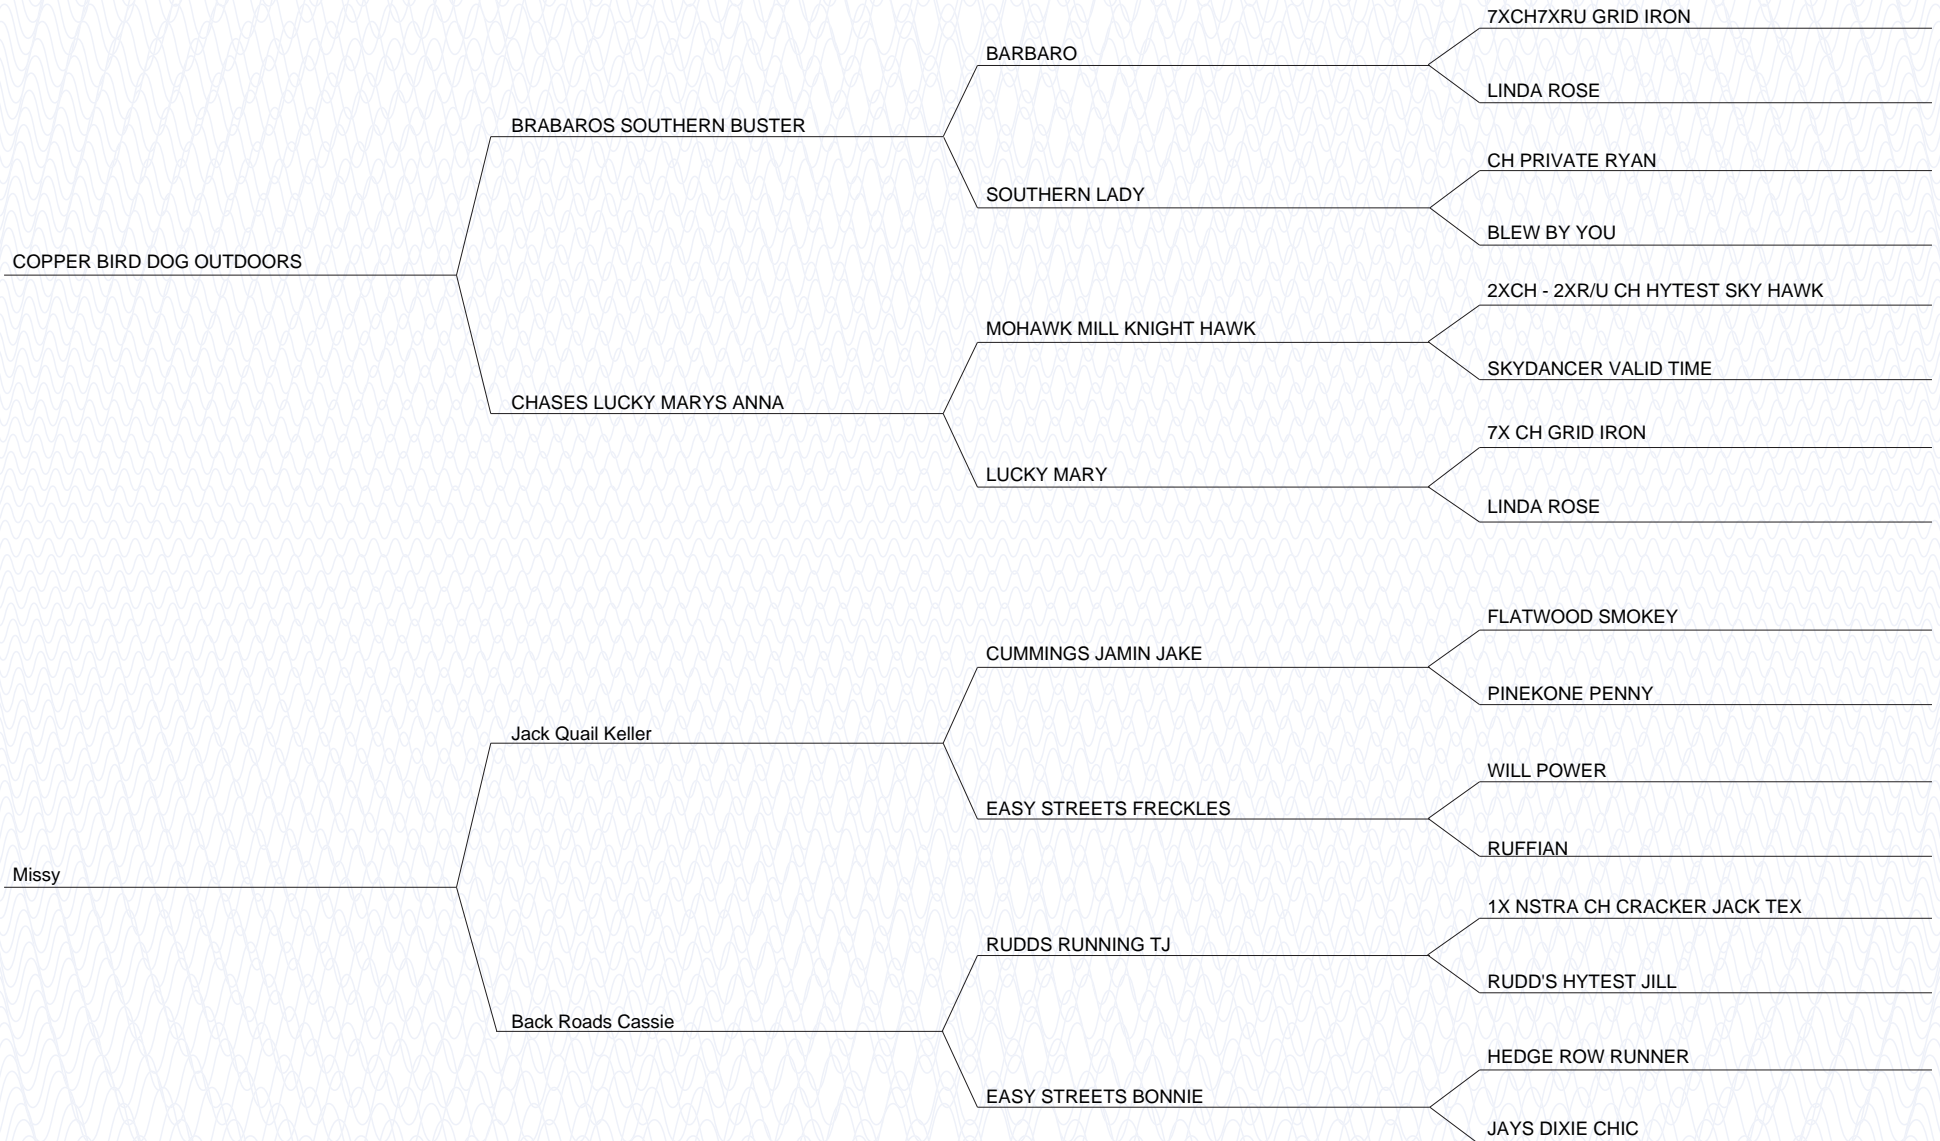 7XCH7XRU GRID IRON
BARBARO
LINDA ROSE
BRABAROS SOUTHERN BUSTER
CH PRIVATE RYAN
SOUTHERN LADY
BLEW BY YOU
COPPER BIRD DOG OUTDOORS
2XCH - 2XR/U CH HYTEST SKY HAWK
MOHAWK MILL KNIGHT HAWK
SKYDANCER VALID TIME
CHASES LUCKY MARYS ANNA
7X CH GRID IRON
LUCKY MARY
LINDA ROSE
FLATWOOD SMOKEY
CUMMINGS JAMIN JAKE
PINEKONE PENNY
Jack Quail Keller
WILL POWER
EASY STREETS FRECKLES
RUFFIAN
Missy
1X NSTRA CH CRACKER JACK TEX
RUDDS RUNNING TJ
RUDD'S HYTEST JILL
Back Roads Cassie
HEDGE ROW RUNNER
EASY STREETS BONNIE
JAYS DIXIE CHIC